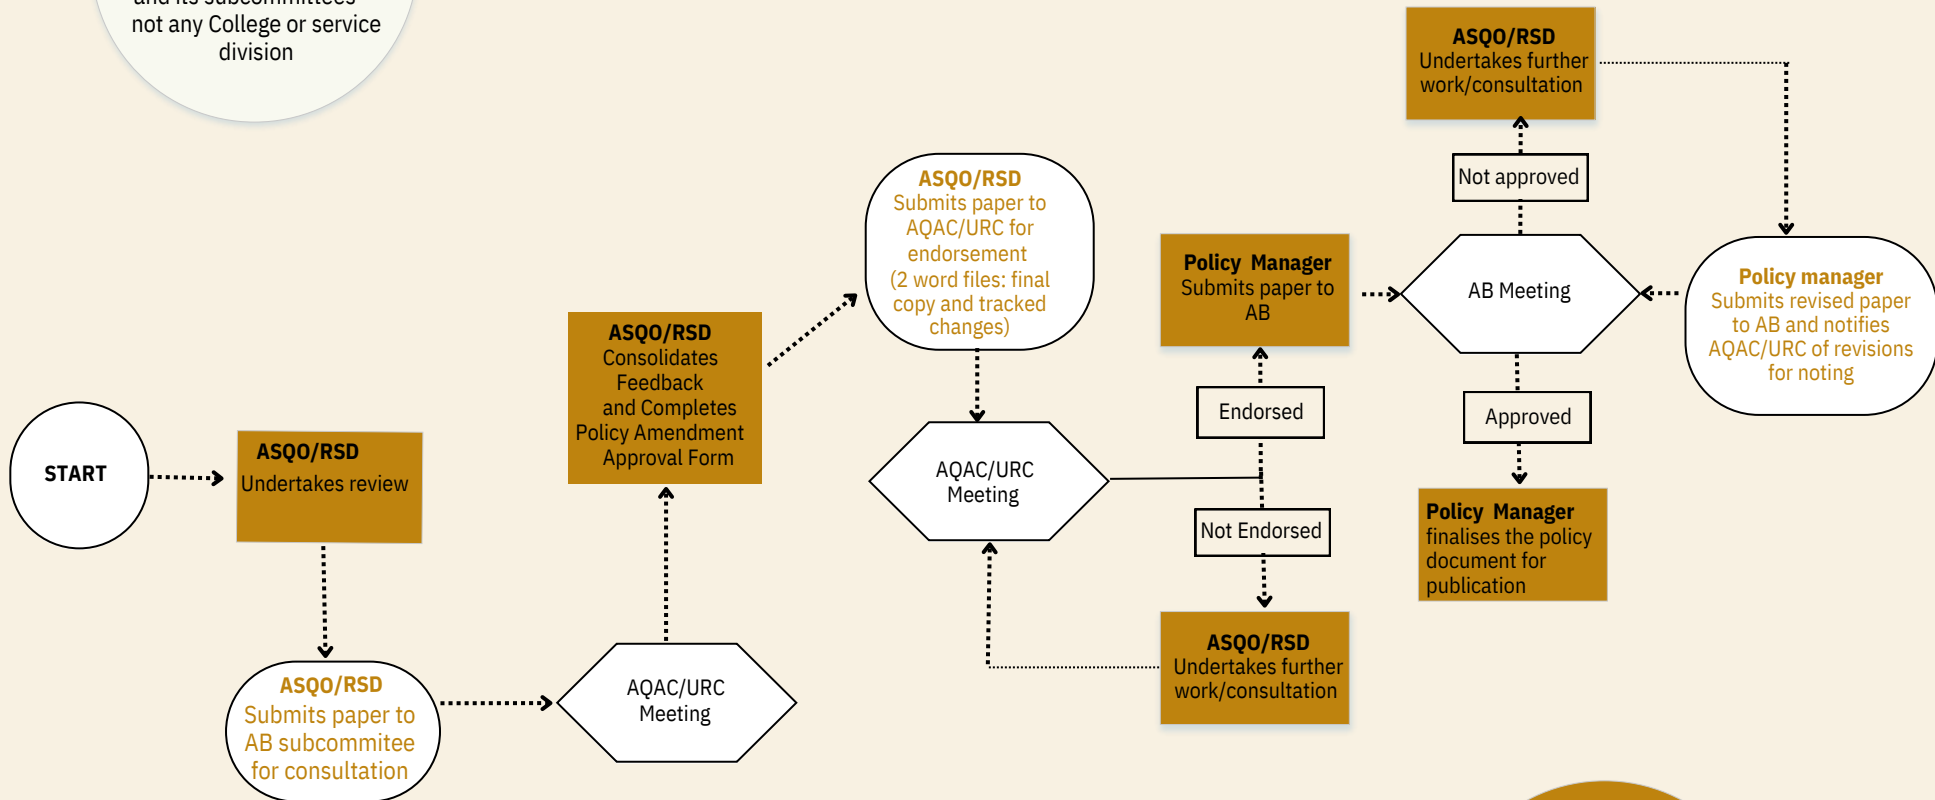 and its subcommittees
not any College or service
division
START
ASQO/RSD
Undertakes review
ASQO/RSD
Submits paper to
AB subcommitee
for consultation
AQAC/URC
Meeting
ASQO/RSD
Consolidates
Feedback
and Completes
Policy Amendment
Approval Form
ASQO/RSD
Submits paper to
AQAC/URC for
endorsement
(2 word files: final
copy and tracked
changes)
AQAC/URC
Meeting
Endorsed
Not Endorsed
Policy Manager
Submits paper to
AB
ASQO/RSD
Undertakes further
work/consultation
AB Meeting
Not approved
ASQO/RSD
Undertakes further
work/consultation
Policy manager
Submits revised paper
to AB and notifies
AQAC/URC of revisions
for noting
Approved
Policy Manager
finalises the policy
document for
publication